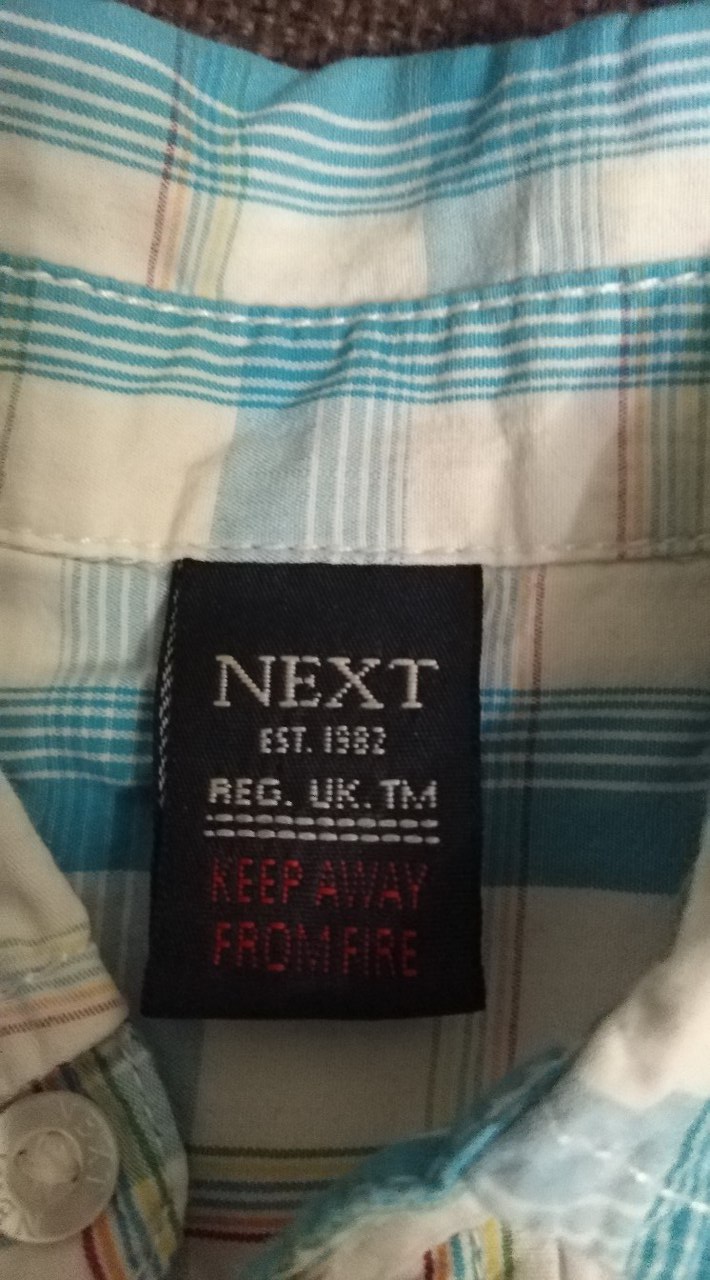 NEXT
EST. 1982
REG. UK. TM
KEEP AWAY
FROM FIRE